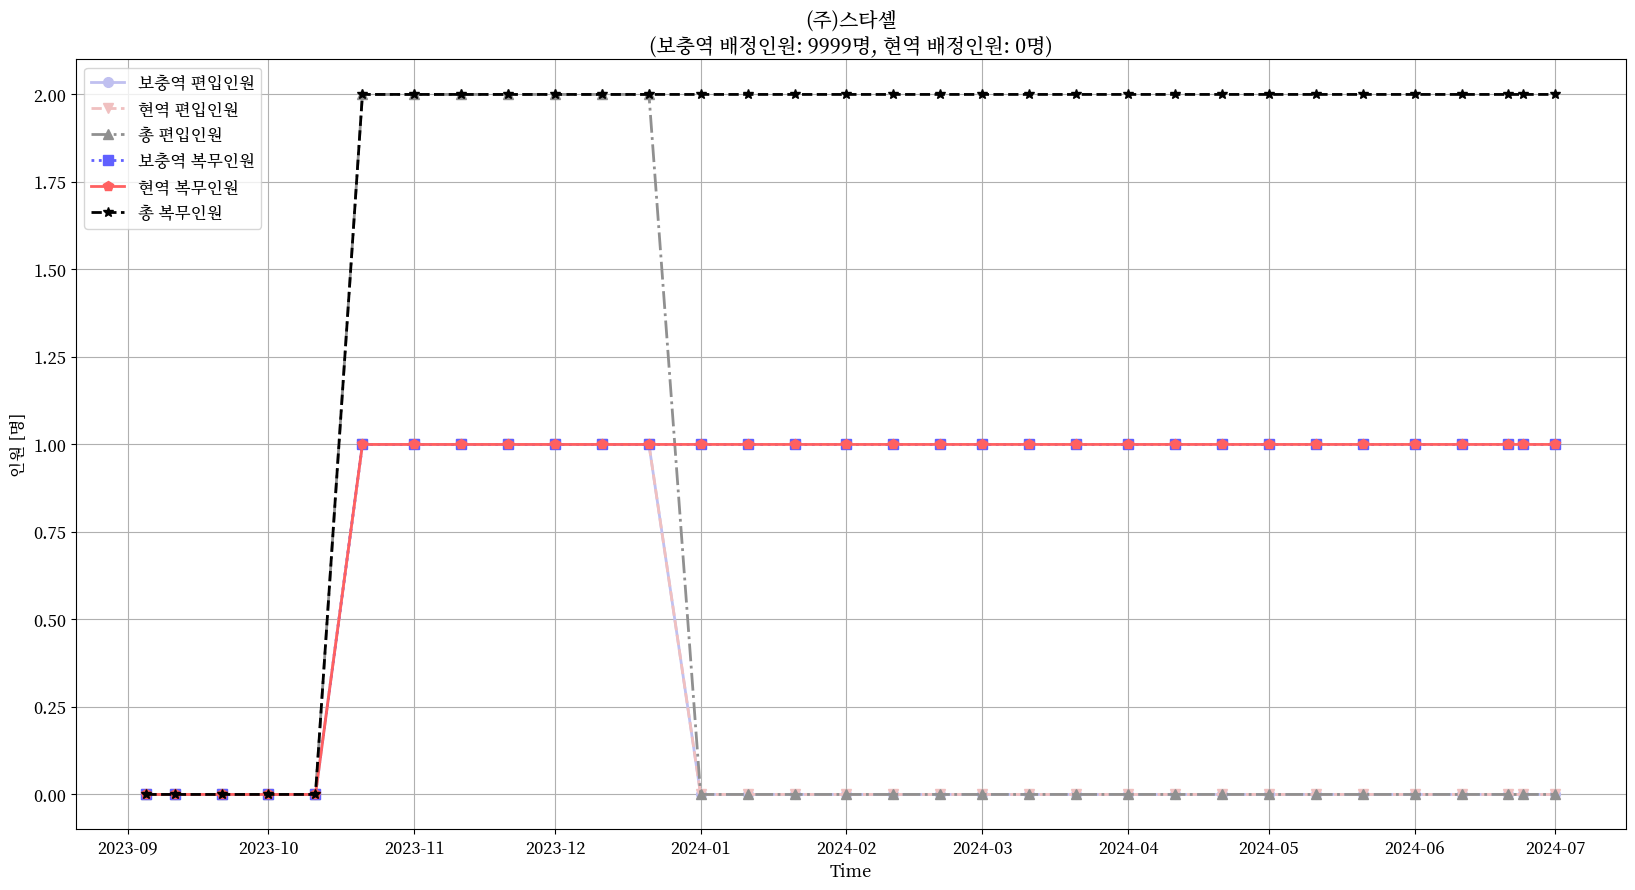 (주)스타셸
(보충역 배정인원: 9999명, 현역 배정인원: 0명)
보충역 편입인원
현역 편입인원
총 편입인원
보충역 복무인원
현역 복무인원
총 복무인원
2.00
1.75
1.50
1.25
1.00
0.75
0.50
0.25
0.00
인원 [명]
2023-09 2023-10 2023-11 2023-12 2024-01 2024-02 2024-03 2024-04 2024-05 2024-06 2024-07
Time